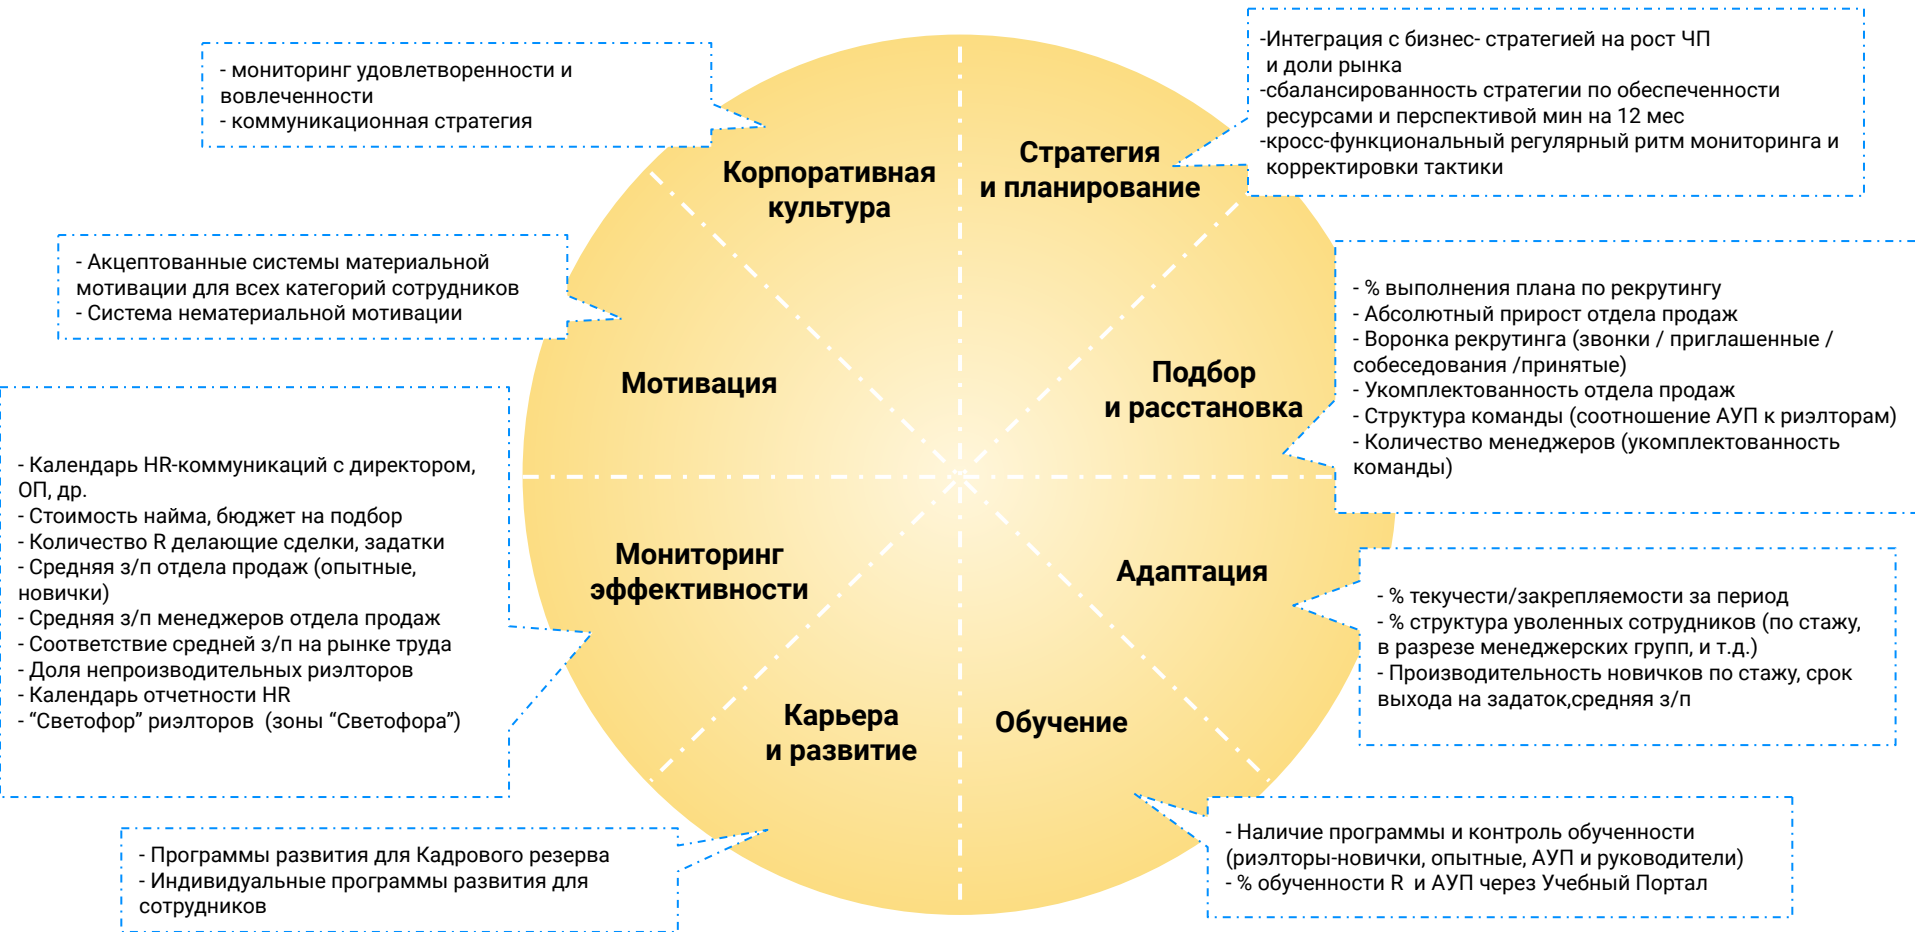 - мониторинг удовлетворенности и
вовлеченности
- коммуникационная стратегия
-Интеграция с бизнес- стратегией на рост ЧП
и доли рынка
-сбалансированность стратегии по обеспеченности
ресурсами и перспективой мин на 12 мес
-кросс-функциональный регулярный ритм мониторинга и
корректировки тактики
Корпоративная
культура
Стратегия
и планирование
- Акцептованные системы материальной
мотивации для всех категорий сотрудников
- Система нематериальной мотивации
Мотивация
Подбор
и расстановка
- % выполнения плана по рекрутингу
- Абсолютный прирост отдела продаж
- Воронка рекрутинга (звонки / приглашенные /
собеседования /принятые)
- Укомплектованность отдела продаж
- Структура команды (соотношение АУП к риэлторам)
- Количество менеджеров (укомплектованность
команды)
- Календарь HR-коммуникаций с директором,
ОП, др.
- Стоимость найма, бюджет на подбор
- Количество R делающие сделки, задатки
- Средняя з/п отдела продаж (опытные,
новички)
- Средняя з/п менеджеров отдела продаж
- Соответствие средней з/п на рынке труда
- Доля непроизводительных риэлторов
- Календарь отчетности HR
- “Светофор” риэлторов (зоны “Светофора”)
Мониторинг
эффективности
Адаптация
- % текучести/закрепляемости за период
- % структура уволенных сотрудников (по стажу,
в разрезе менеджерских групп, и т.д.)
- Производительность новичков по стажу, срок
выхода на задаток,средняя з/п
Карьера
и развитие
Обучение
- Программы развития для Кадрового резерва
- Индивидуальные программы развития для
сотрудников
- Наличие программы и контроль обученности
(риэлторы-новички, опытные, АУП и руководители)
- % обученности R и АУП через Учебный Портал